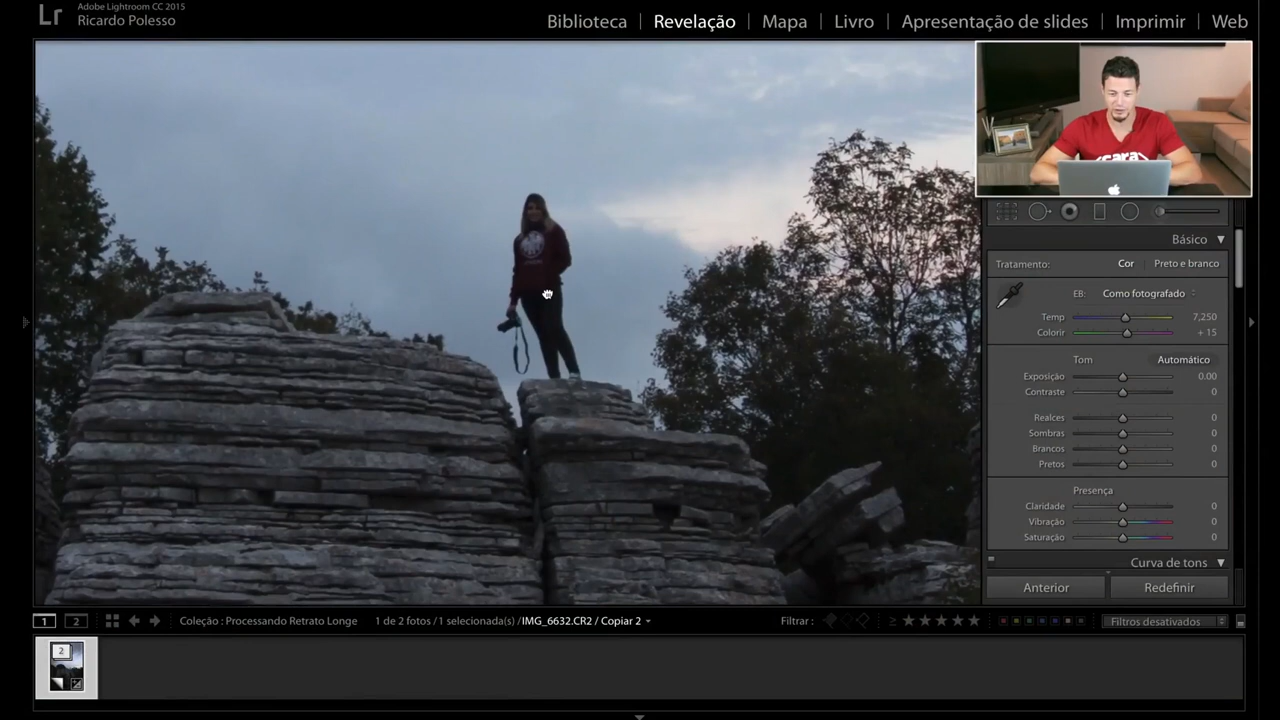 Lr
Adobe Lightroom CC 2015
Ricardo Polesso
Biblioteca | Revelação | Mapa | Livro | Apresentação de slides | Imprimir | Web
Básico
Tratamento: Cor Preto e branco
EB: Como fotografado
Temp 7,250
Colorir + 15
Tom Automático
Exposição 0.00
Contraste 0
Realces 0
Sombras 0
Brancos 0
Pretos 0
Presença
Claridade 0
Vibração 0
Saturação 0
Curva de tons
Anterior Redefinir
1 2 Coleção : Processando Retrato Longe 1 de 2 fotos / 1 selecionada(s) / IMG_6632.CR2 / Copiar 2 Filtrar : Filtros desativados
2